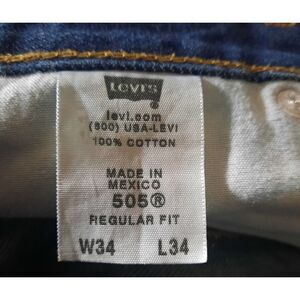 LEVI'S
levi.com
(800) USA-LEVI
100% COTTON
MADE IN
MEXICO
505®
REGULAR FIT
W34 L34